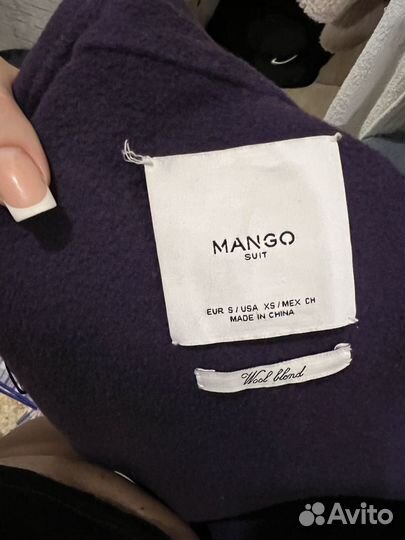 MANGO
SUIT
EUR S / USA XS / MEX CH
MADE IN CHINA
Wool blend
Avito